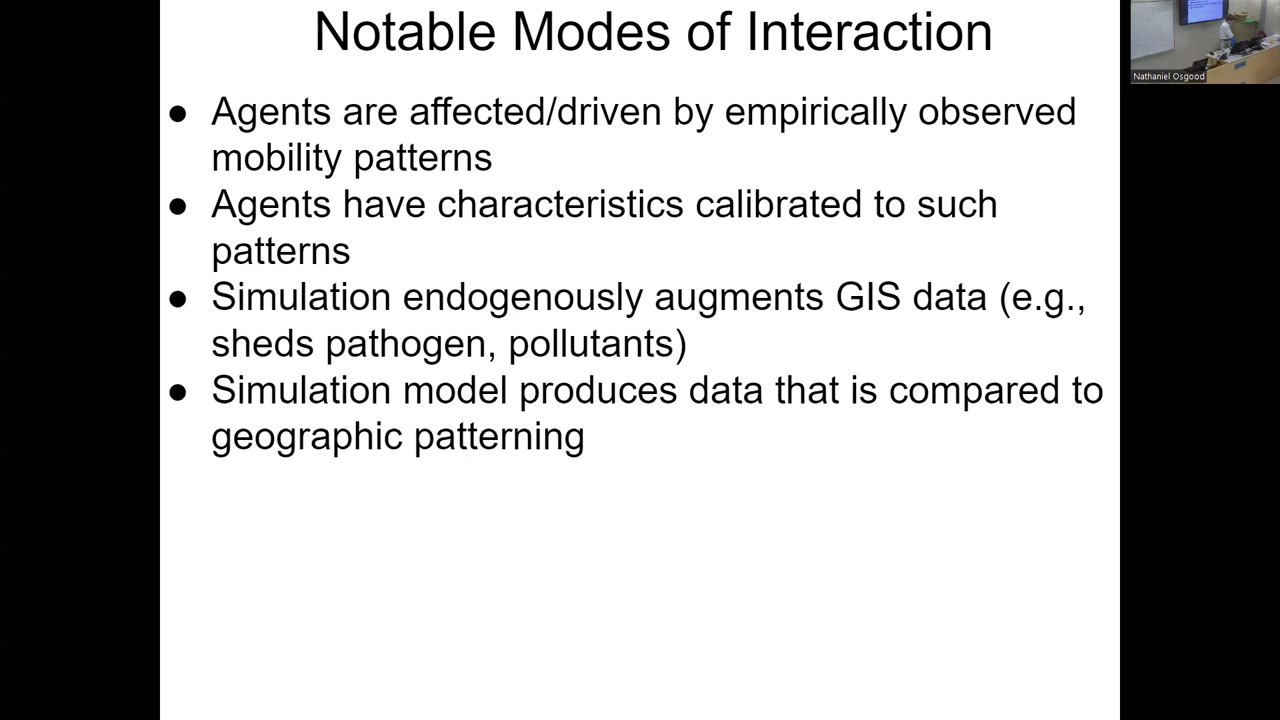 Notable Modes of Interaction
● Agents are affected/driven by empirically observed
mobility patterns
● Agents have characteristics calibrated to such
patterns
● Simulation endogenously augments GIS data (e.g.,
sheds pathogen, pollutants)
● Simulation model produces data that is compared to
geographic patterning
Nathaniel Osgood